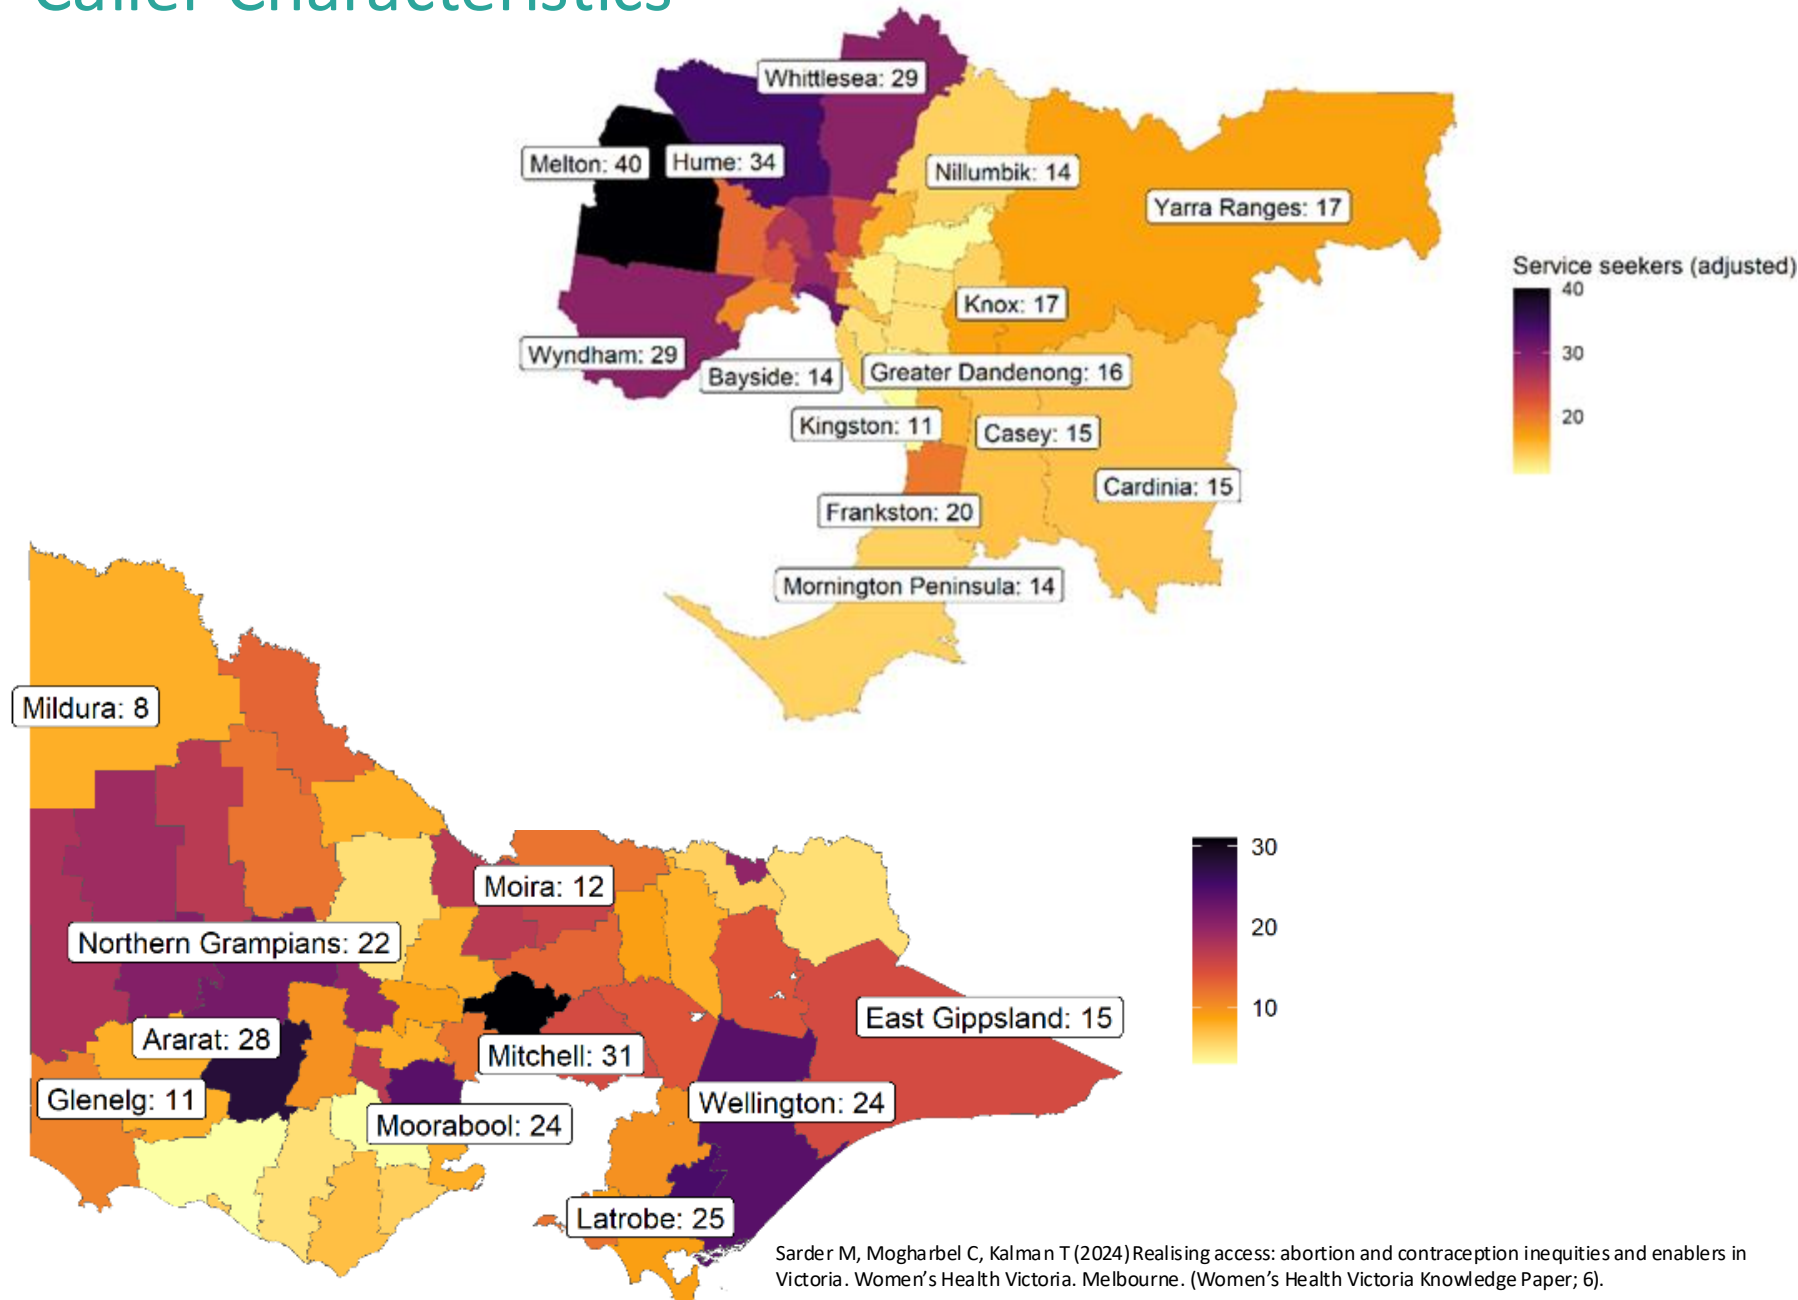 Caller Characteristics
Whittlesea: 29
Melton: 40
Hume: 34
Nillumbik: 14
Yarra Ranges: 17
Service seekers (adjusted)
40
30
20
Knox: 17
Wyndham: 29
Bayside: 14
Greater Dandenong: 16
Kingston: 11
Casey: 15
Cardinia: 15
Frankston: 20
Mornington Peninsula: 14
Mildura: 8
Moira: 12
30
20
10
Northern Grampians: 22
East Gippsland: 15
Ararat: 28
Mitchell: 31
Glenelg: 11
Wellington: 24
Moorabool: 24
Latrobe: 25
Sarder M, Mogharbel C, Kalman T (2024) Realising access: abortion and contraception inequities and enablers in
Victoria. Women's Health Victoria. Melbourne. (Women's Health Victoria Knowledge Paper; 6).